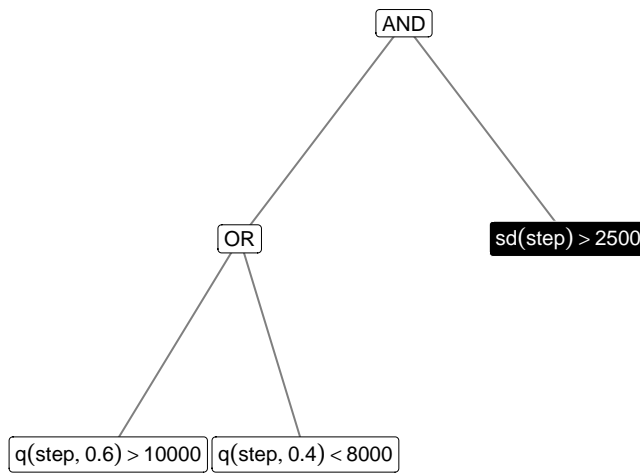 AND
OR
sd(step) > 2500
q(step, 0.6) > 10000
q(step, 0.4) < 8000